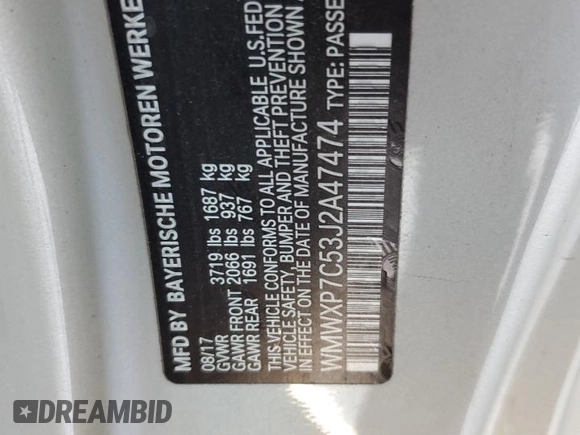 MFD BY BAYERISCHE MOTOREN WERKE
08/17
GVWR 3719 lbs 1687 kg
GAWR FRONT 2066 lbs 937 kg
GAWR REAR 1691 lbs 767 kg
THIS VEHICLE CONFORMS TO ALL APPLICABLE U.S.FED
VEHICLE SAFETY, BUMPER AND THEFT PREVENTION
IN EFFECT ON THE DATE OF MANUFACTURE SHOWN
WMWXP7C53J2A47474 TYPE: PASSE
DREAMBID